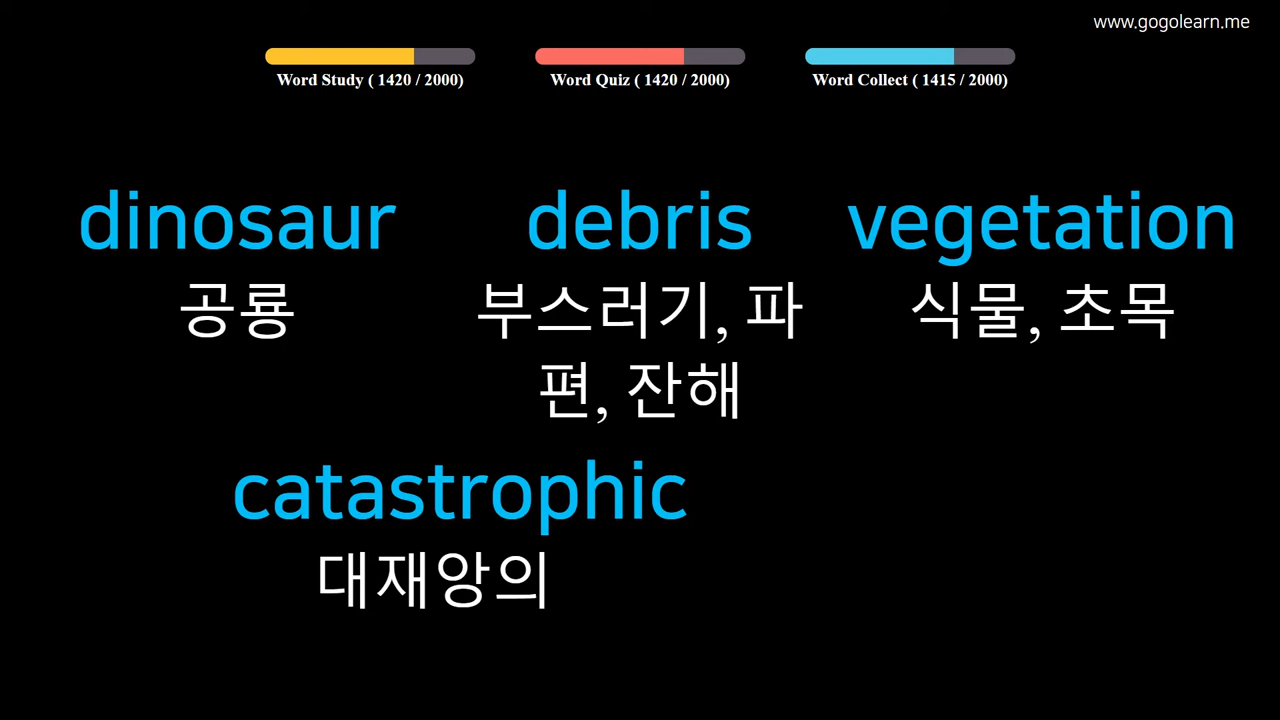 www.gogolearn.me
Word Study ( 1420 / 2000)
Word Quiz ( 1420 / 2000)
Word Collect ( 1415 / 2000)
dinosaur
공룡
debris
부스러기, 파
편, 잔해
vegetation
식물, 초목
catastrophic
대재앙의